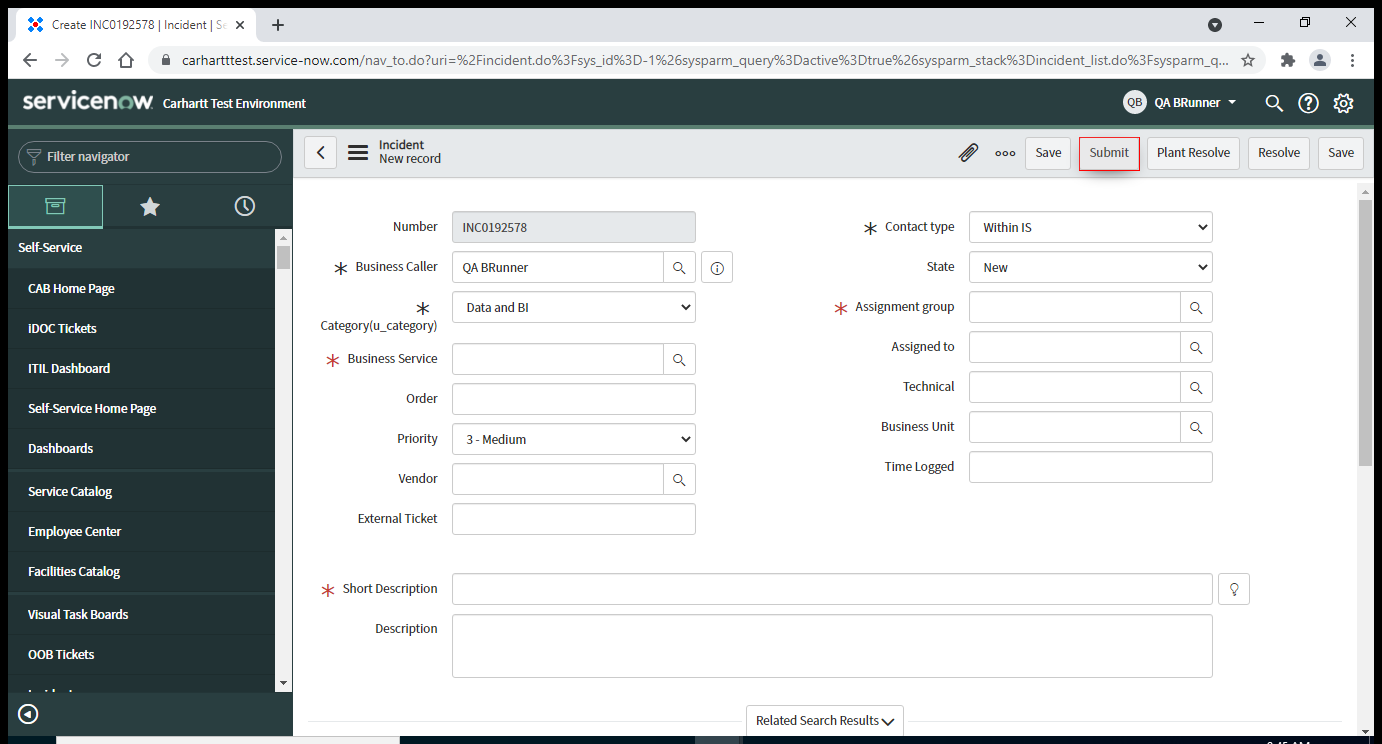 Create INC0192578 | Incident | Se
carhartttest.service-now.com/nav_to.do?uri=%2Fincident.do%3Fsys_id%3D-1%26sysparm_query%3Dactive%3Dtrue%26sysparm_stack%3Dincident_list.do%3Fsysparm_q...
servicenow Carhartt Test Environment
QB QA BRunner
Filter navigator
Incident
New record
Save
Submit
Plant Resolve
Resolve
Save
Self-Service
CAB Home Page
iDOC Tickets
ITIL Dashboard
Self-Service Home Page
Dashboards
Service Catalog
Employee Center
Facilities Catalog
Visual Task Boards
OOB Tickets
Number INC0192578
Business Caller QA BRunner
Category(u_category) Data and BI
Business Service
Order
Priority 3 - Medium
Vendor
External Ticket
Contact type Within IS
State New
Assignment group
Assigned to
Technical
Business Unit
Time Logged
Short Description
Description
Related Search Results